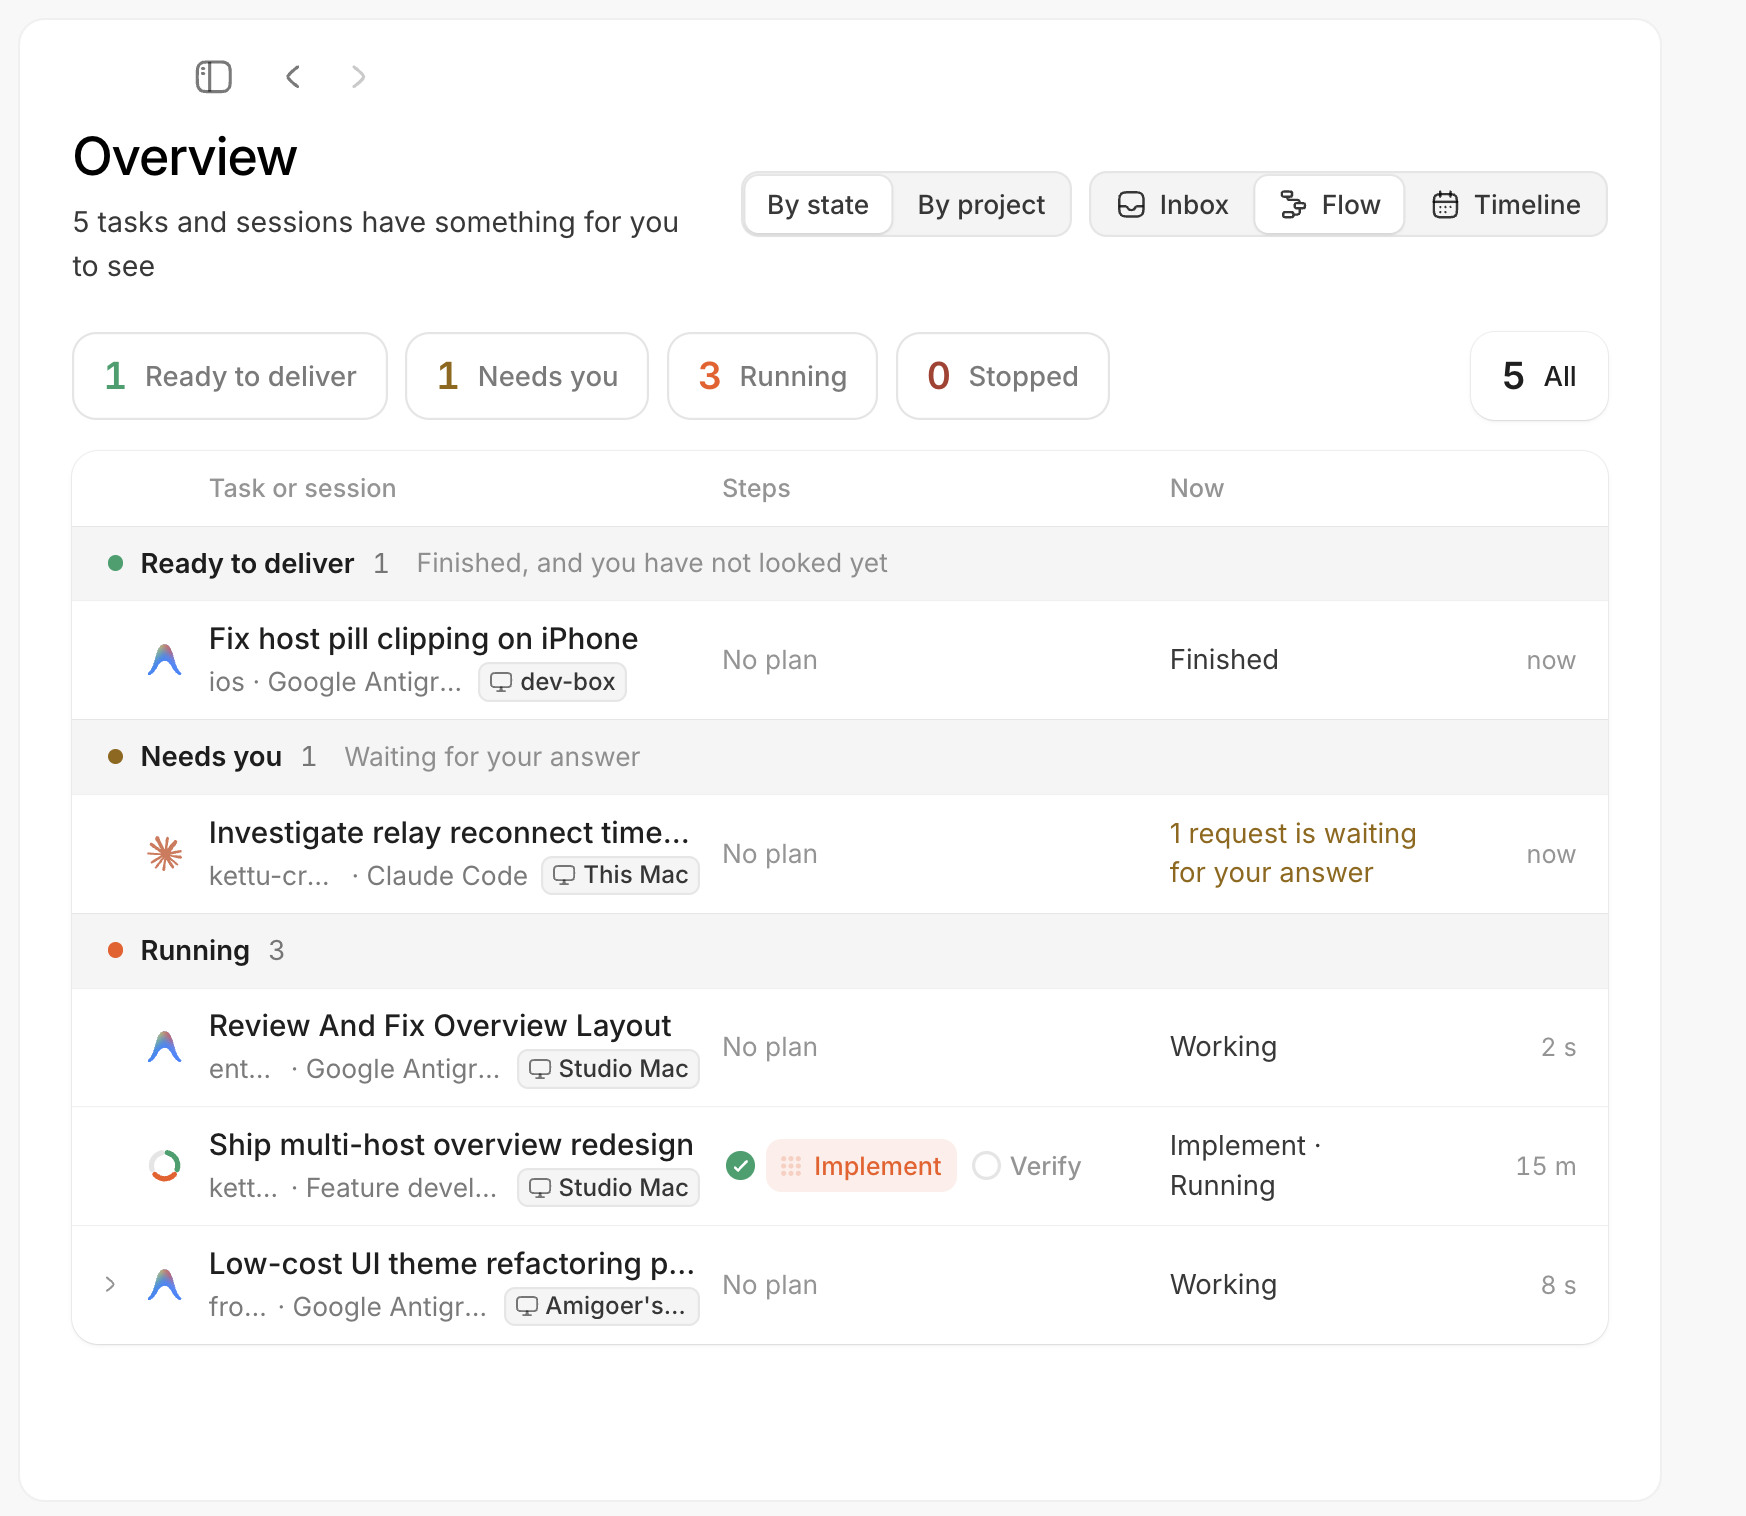 Overview
5 tasks and sessions have something for you
to see
By state
By project
Inbox
Flow
Timeline
1 Ready to deliver
1 Needs you
3 Running
0 Stopped
5 All
Task or session
Steps
Now
Ready to deliver 1 Finished, and you have not looked yet
Fix host pill clipping on iPhone
ios · Google Antigr... dev-box
No plan
Finished
now
Needs you 1 Waiting for your answer
Investigate relay reconnect time...
kettu-cr... · Claude Code This Mac
No plan
1 request is waiting
for your answer
now
Running 3
Review And Fix Overview Layout
ent... · Google Antigr... Studio Mac
No plan
Working
2 s
Ship multi-host overview redesign
kett... · Feature devel... Studio Mac
Implement
Verify
Implement ·
Running
15 m
Low-cost UI theme refactoring p...
fro... · Google Antigr... Amigoer's...
No plan
Working
8 s